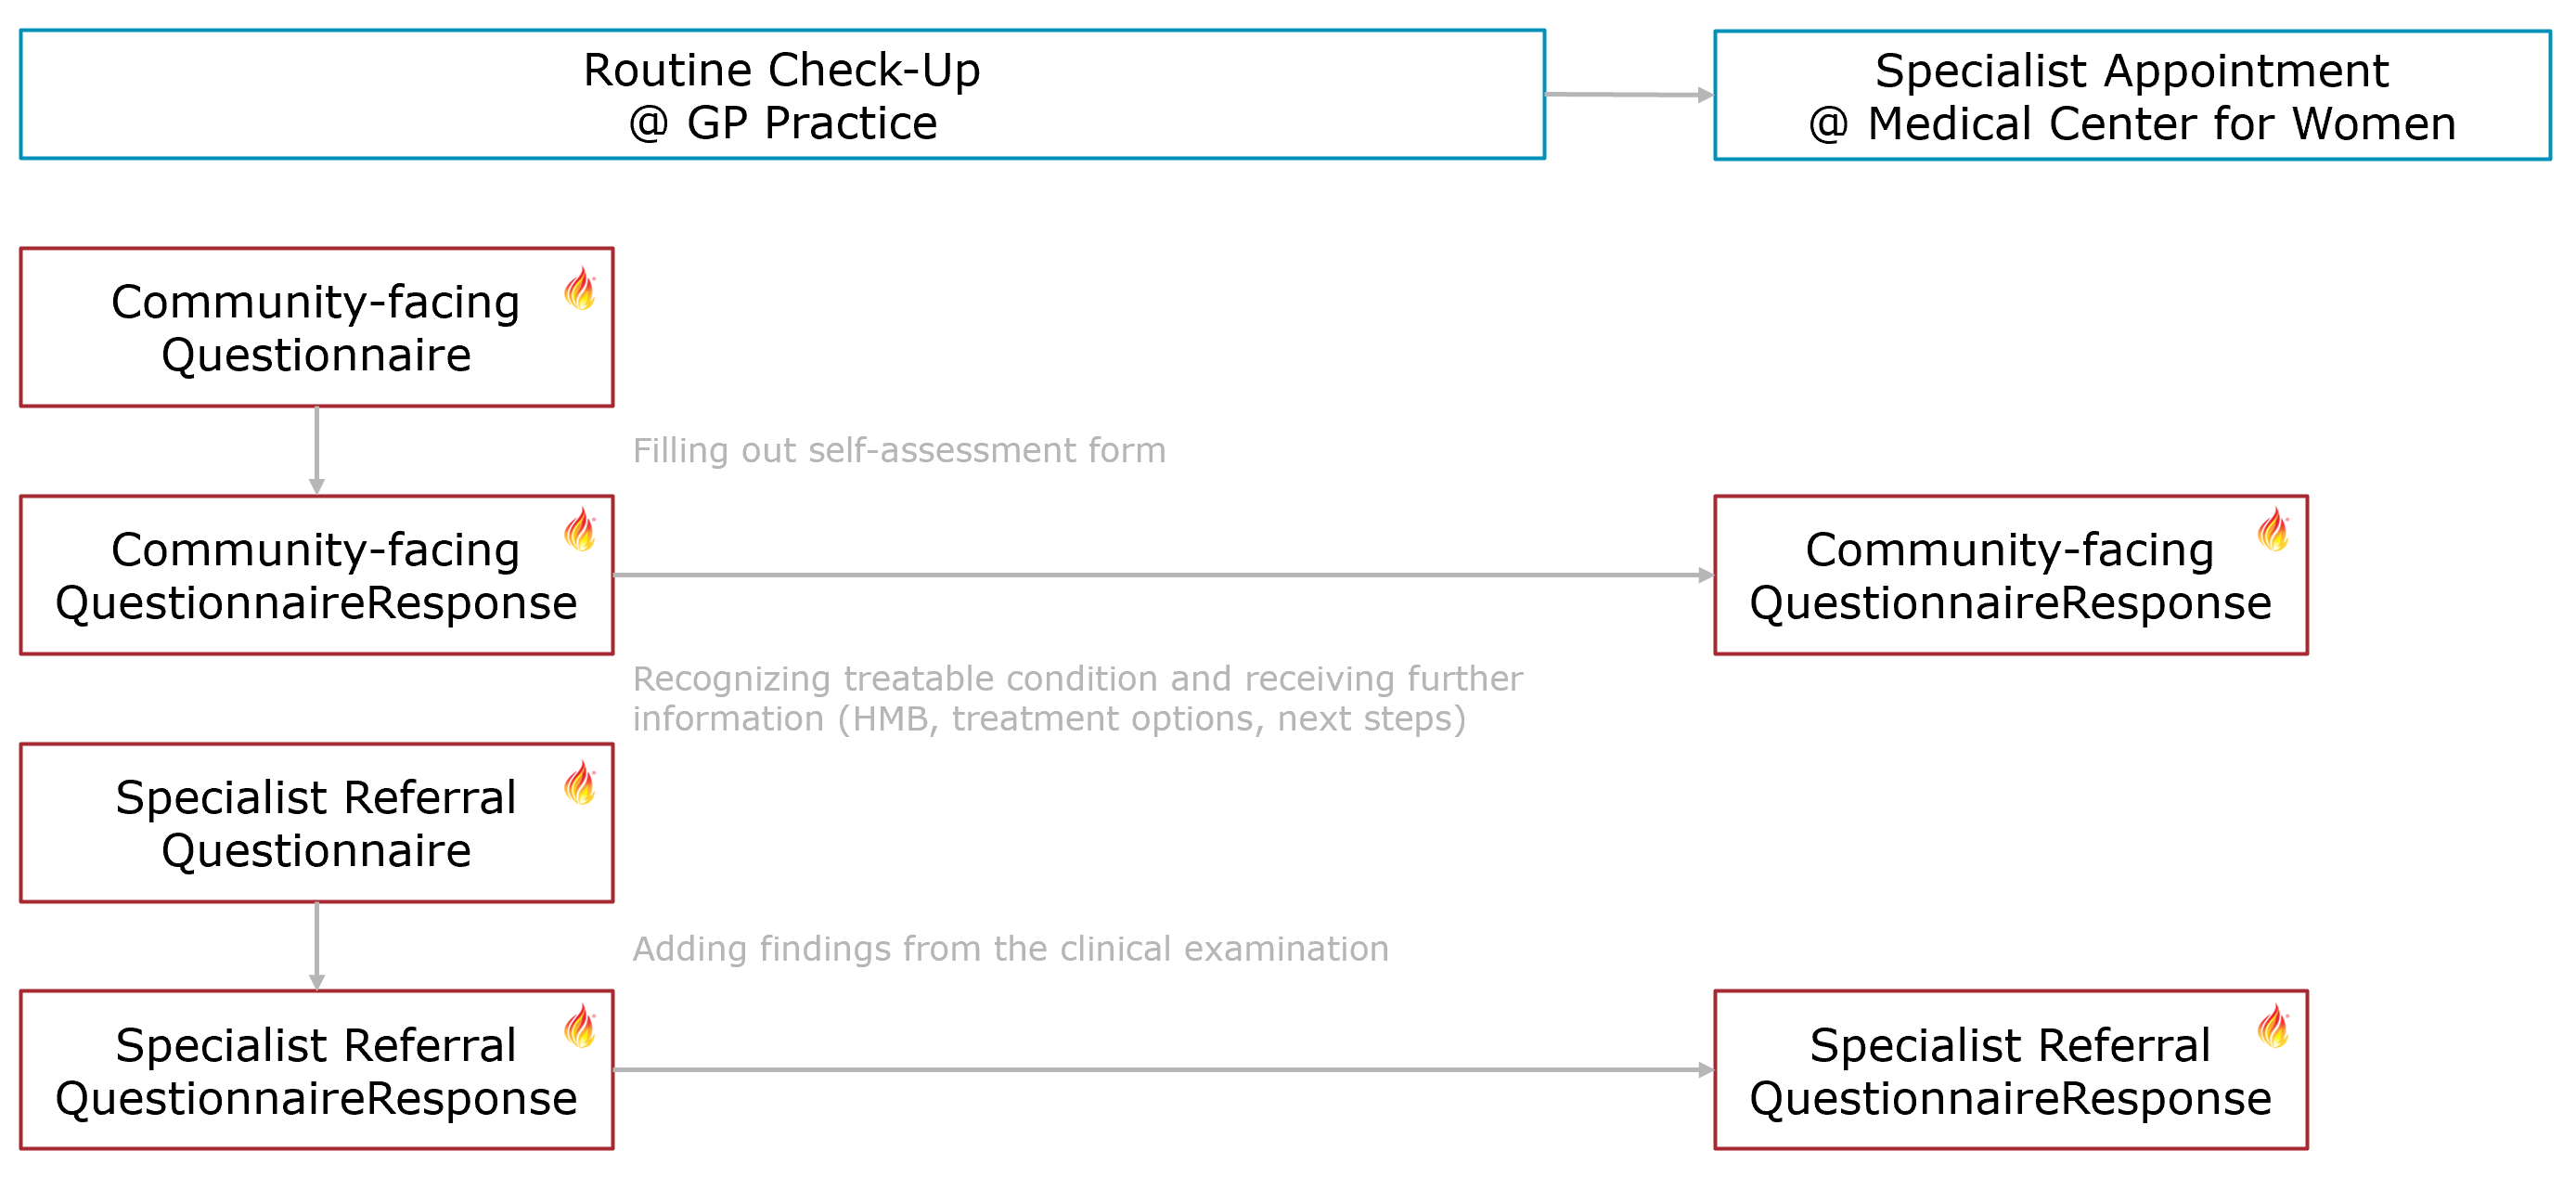 Routine Check-Up
@ GP Practice
Specialist Appointment
@ Medical Center for Women
Community-facing
Questionnaire
Filling out self-assessment form
Community-facing
QuestionnaireResponse
Community-facing
QuestionnaireResponse
Recognizing treatable condition and receiving further
information (HMB, treatment options, next steps)
Specialist Referral
Questionnaire
Adding findings from the clinical examination
Specialist Referral
QuestionnaireResponse
Specialist Referral
QuestionnaireResponse